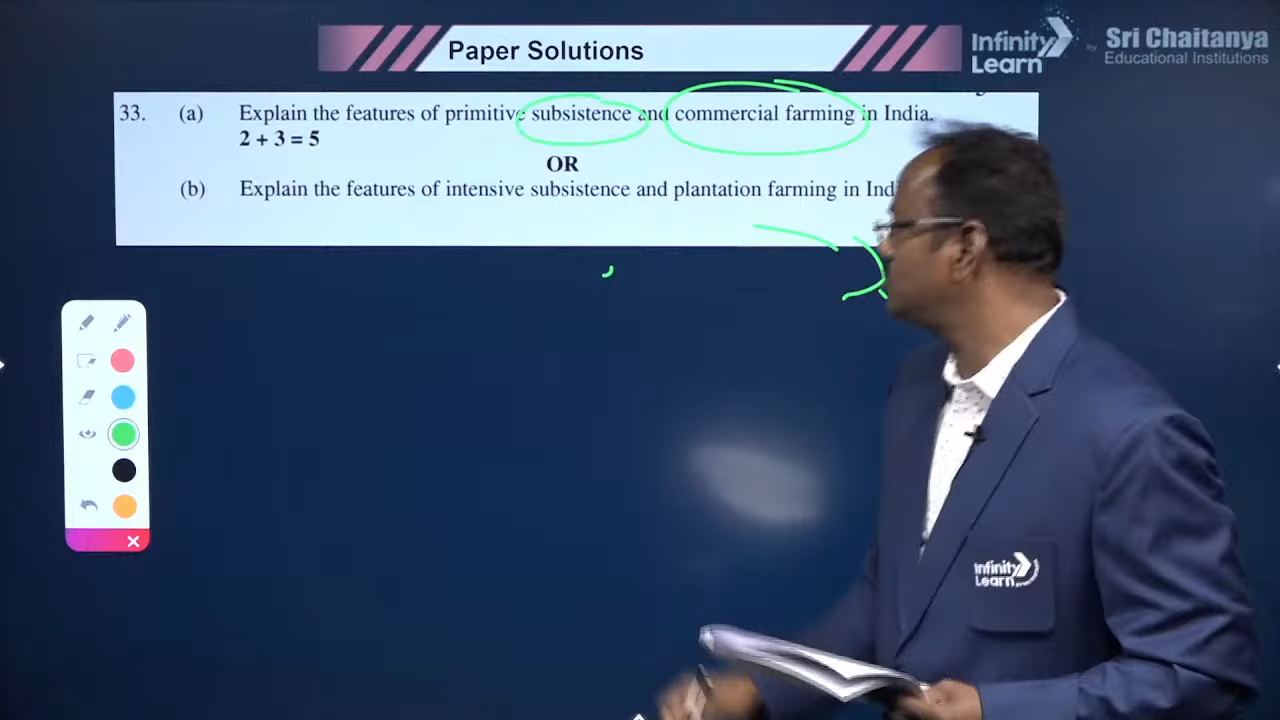 Paper Solutions
Infinity Learn
by Sri Chaitanya
Educational Institutions
33. (a) Explain the features of primitive subsistence and commercial farming in India.
2 + 3 = 5
OR
(b) Explain the features of intensive subsistence and plantation farming in
Infinity
Learn